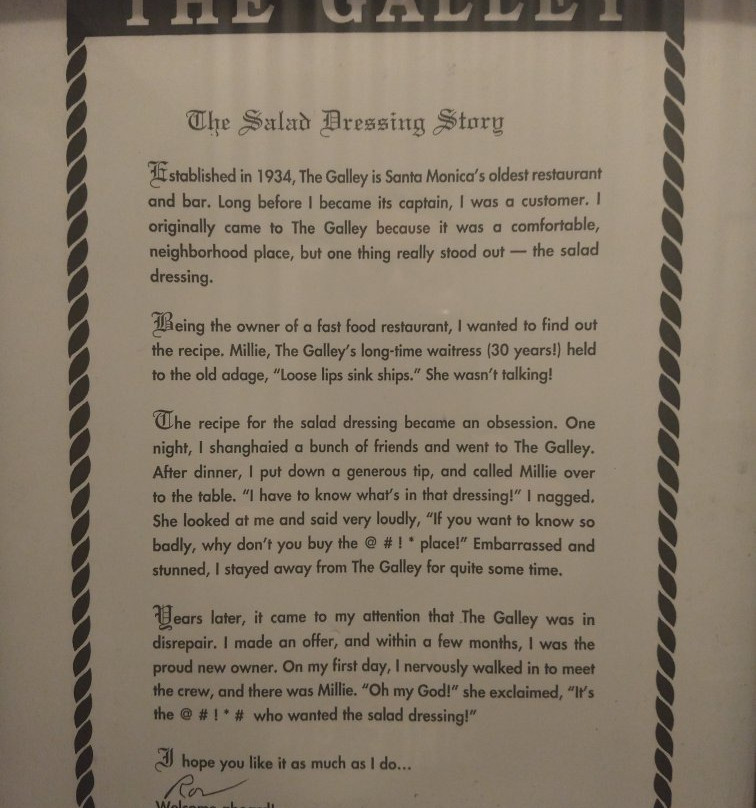 THE GALLEY
The Salad Dressing Story
Established in 1934, The Galley is Santa Monica's oldest restaurant
and bar. Long before I became its captain, I was a customer. I
originally came to The Galley because it was a comfortable,
neighborhood place, but one thing really stood out — the salad
dressing.
Being the owner of a fast food restaurant, I wanted to find out
the recipe. Millie, The Galley's long-time waitress (30 years!) held
to the old adage, "Loose lips sink ships." She wasn't talking!
The recipe for the salad dressing became an obsession. One
night, I shanghaied a bunch of friends and went to The Galley.
After dinner, I put down a generous tip, and called Millie over
to the table. "I have to know what's in that dressing!" I nagged.
She looked at me and said very loudly, "If you want to know so
badly, why don't you buy the @ # ! * place!" Embarrassed and
stunned, I stayed away from The Galley for quite some time.
Years later, it came to my attention that The Galley was in
disrepair. I made an offer, and within a few months, I was the
proud new owner. On my first day, I nervously walked in to meet
the crew, and there was Millie. "Oh my God!" she exclaimed, "It's
the @ # ! * # who wanted the salad dressing!"
I hope you like it as much as I do...
Ron
Welcome aboard!